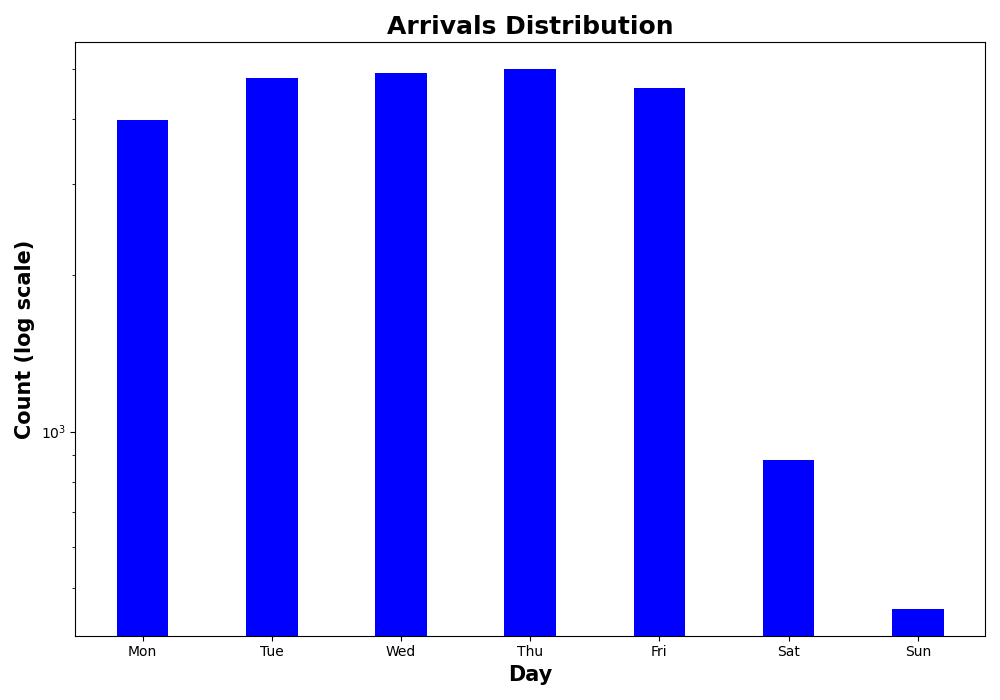 Arrivals Distribution
Count (log scale)
10³
Mon Tue Wed Thu Fri Sat Sun
Day